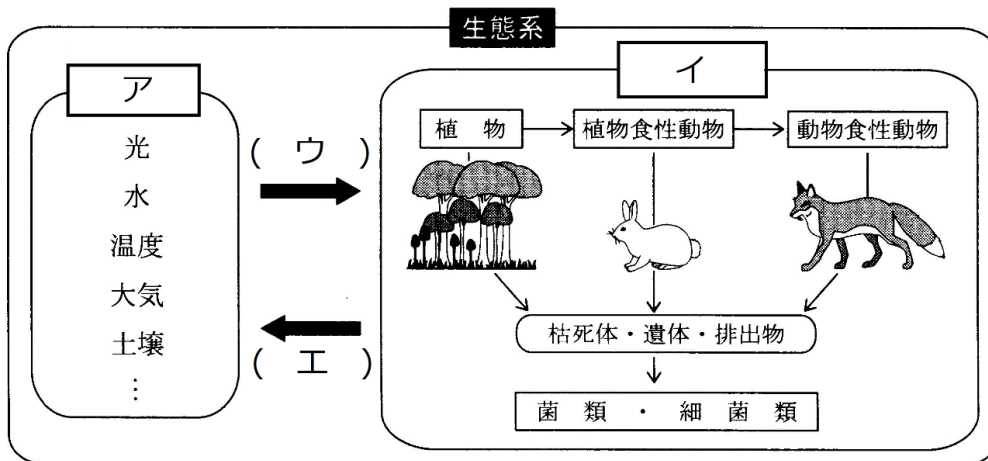 生態系
ア
光
水
温度
大気
土壌
⋮
( ウ )
( エ )
イ
植 物
植物食性動物
動物食性動物
枯死体・遺体・排出物
菌 類 ・ 細 菌 類